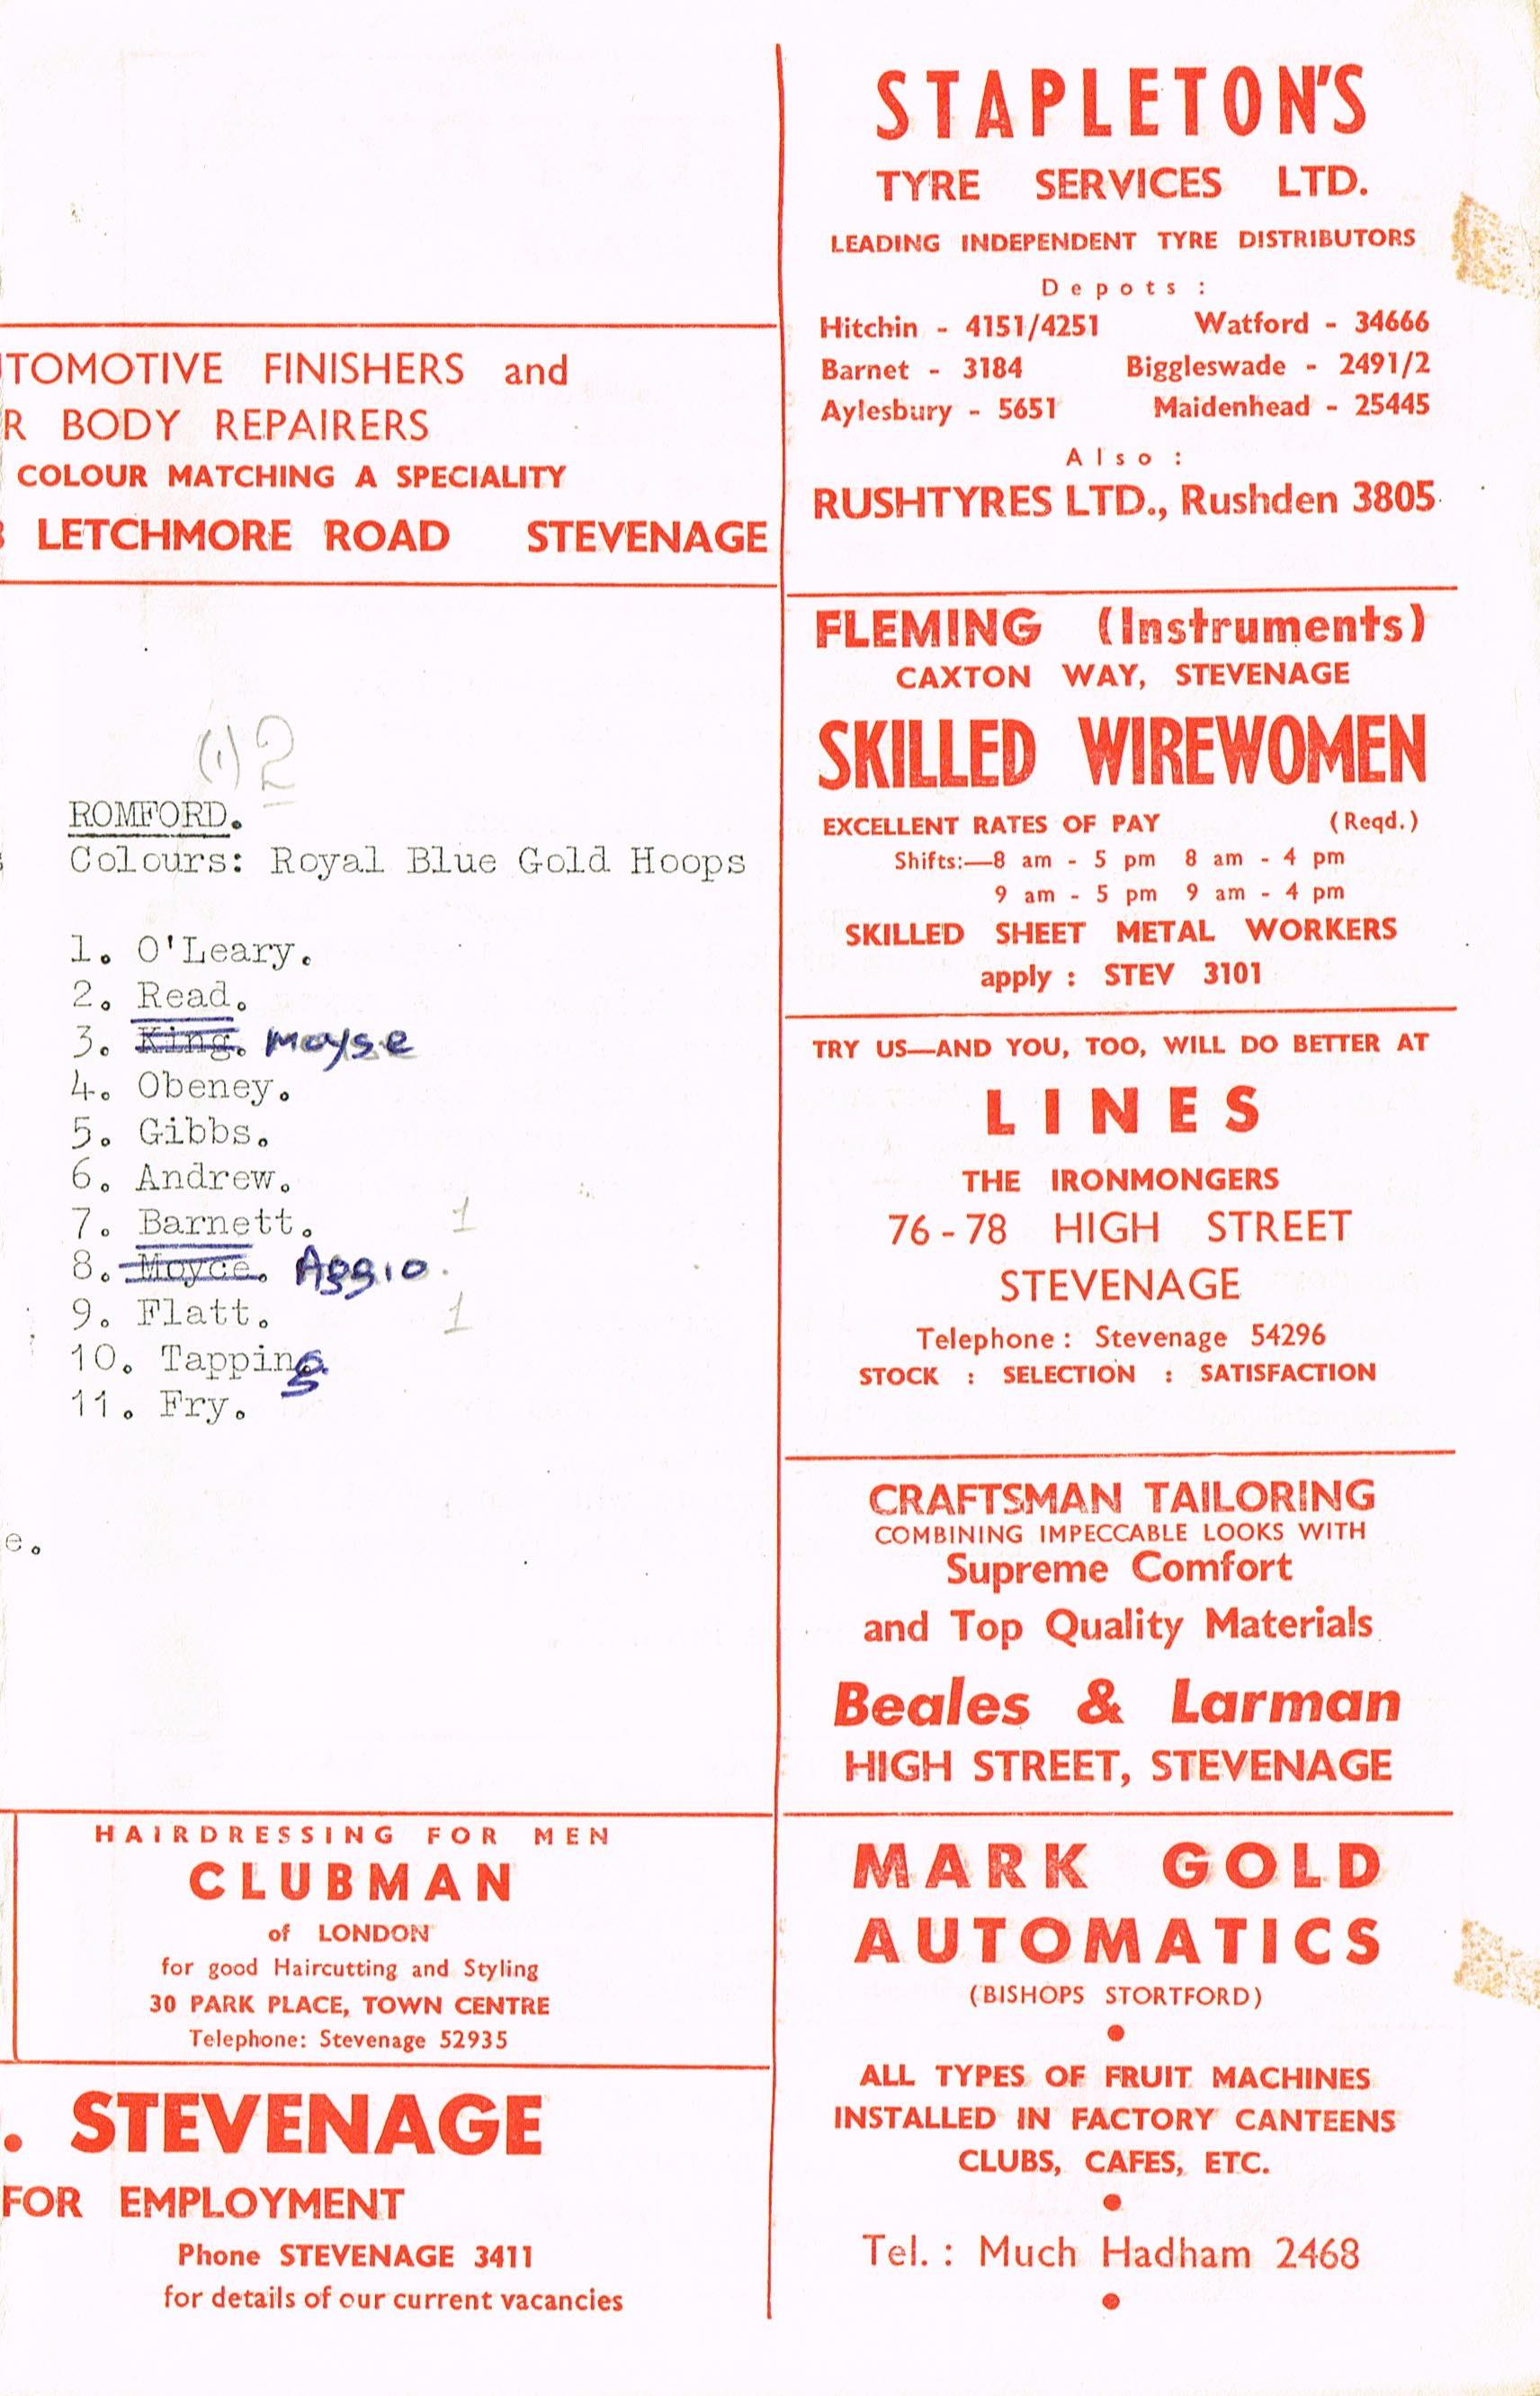 TOMOTIVE FINISHERS and
R BODY REPAIRERS
COLOUR MATCHING A SPECIALITY
LETCHMORE ROAD STEVENAGE
(1) 2
ROMFORD.
Colours: Royal Blue Gold Hoops
1. O'Leary.
2. Read.
3. King. Moyse
4. Obeney.
5. Gibbs.
6. Andrew.
7. Barnett. 1
8. Moyce. Aggio.
9. Flatt. 1
10. Tapping
11. Fry.
e.
HAIRDRESSING FOR MEN
CLUBMAN
of LONDON
for good Haircutting and Styling
30 PARK PLACE, TOWN CENTRE
Telephone: Stevenage 52935
. STEVENAGE
FOR EMPLOYMENT
Phone STEVENAGE 3411
for details of our current vacancies
STAPLETON'S
TYRE SERVICES LTD.
LEADING INDEPENDENT TYRE DISTRIBUTORS
Depots :
Hitchin - 4151/4251 Watford - 34666
Barnet - 3184 Biggleswade - 2491/2
Aylesbury - 5651 Maidenhead - 25445
Also :
RUSHTYRES LTD., Rushden 3805
FLEMING (Instruments)
CAXTON WAY, STEVENAGE
SKILLED WIREWOMEN
EXCELLENT RATES OF PAY (Reqd.)
Shifts:—8 am - 5 pm 8 am - 4 pm
9 am - 5 pm 9 am - 4 pm
SKILLED SHEET METAL WORKERS
apply : STEV 3101
TRY US—AND YOU, TOO, WILL DO BETTER AT
LINES
THE IRONMONGERS
76-78 HIGH STREET
STEVENAGE
Telephone : Stevenage 54296
STOCK : SELECTION : SATISFACTION
CRAFTSMAN TAILORING
COMBINING IMPECCABLE LOOKS WITH
Supreme Comfort
and Top Quality Materials
Beales & Larman
HIGH STREET, STEVENAGE
MARK GOLD
AUTOMATICS
(BISHOPS STORTFORD)
ALL TYPES OF FRUIT MACHINES
INSTALLED IN FACTORY CANTEENS
CLUBS, CAFES, ETC.
Tel. : Much Hadham 2468